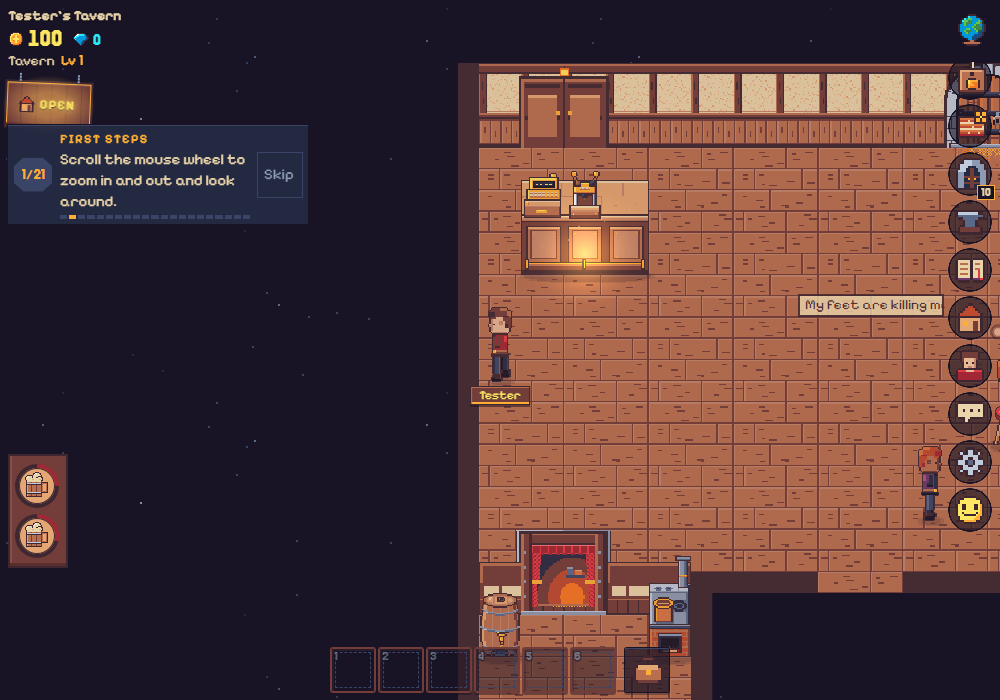 Tester's Tavern
100 0
Tavern Lv 1
OPEN
FIRST STEPS
1/21
Scroll the mouse wheel to
zoom in and out and look
around.
Skip
10
My feet are killing m
Tester
1 2 3 4 5 6